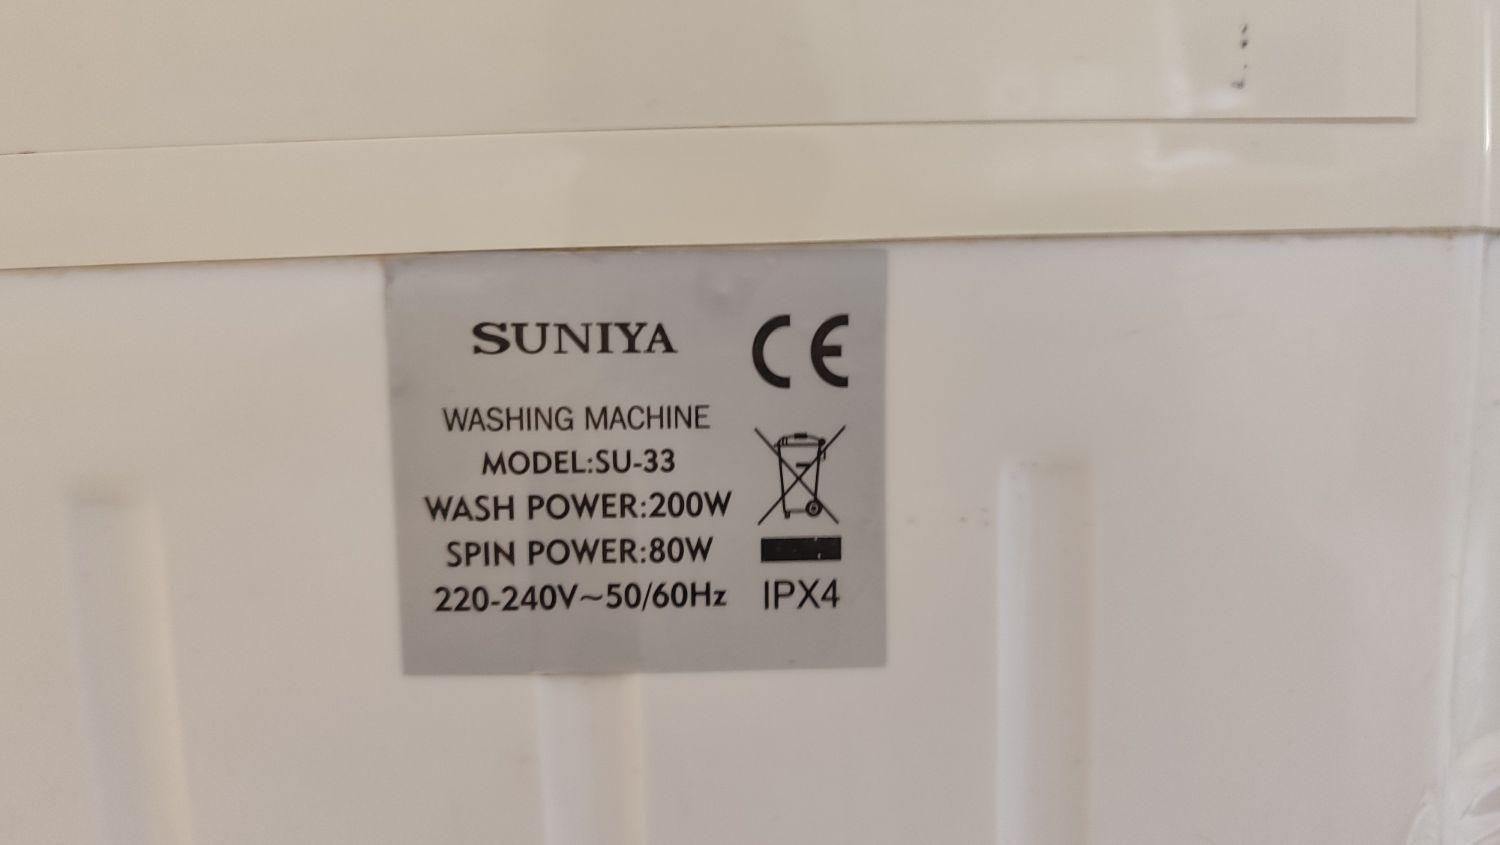 SUNIYA
CE
WASHING MACHINE
MODEL:SU-33
WASH POWER:200W
SPIN POWER:80W
220-240V~50/60Hz
IPX4